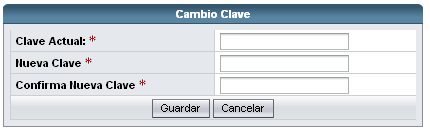 Cambio Clave
Clave Actual: *
Nueva Clave *
Confirma Nueva Clave *
Guardar Cancelar